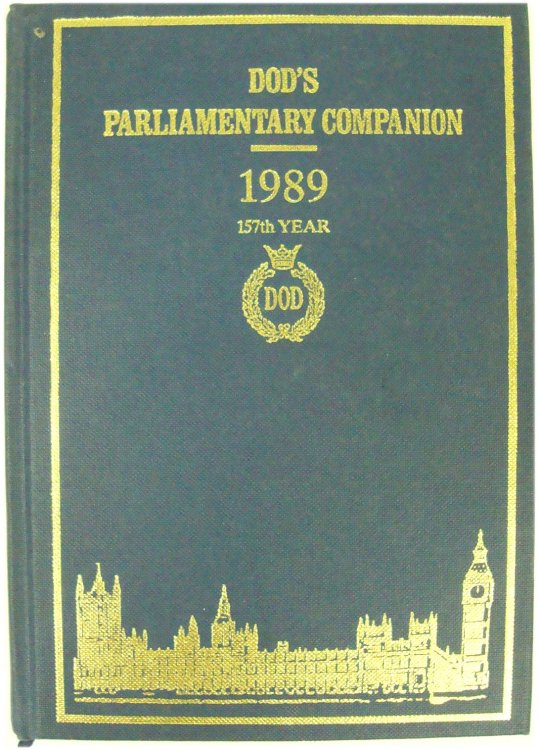 DOD'S
PARLIAMENTARY COMPANION
1989
157th YEAR
DOD